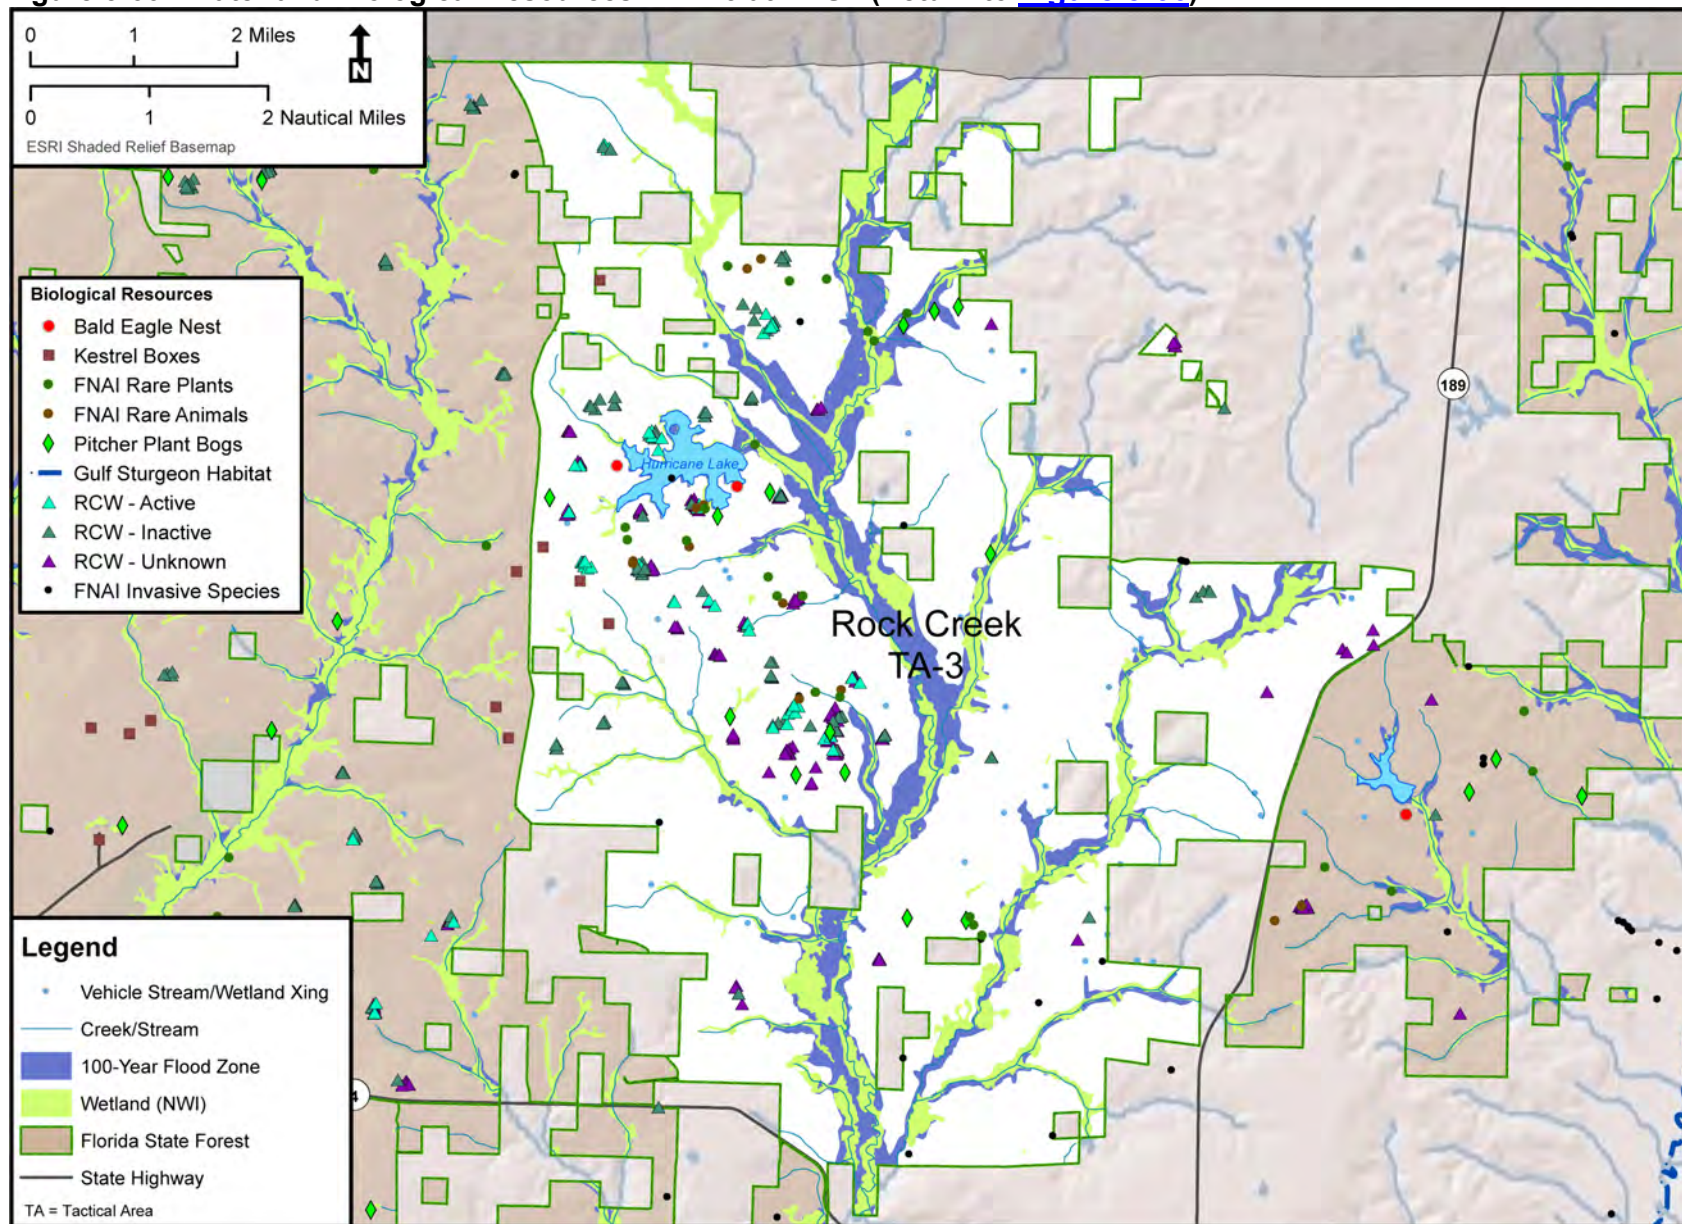 0 1 2 Miles
N
0 1 2 Nautical Miles
ESRI Shaded Relief Basemap
189
Biological Resources
Bald Eagle Nest
Kestrel Boxes
FNAI Rare Plants
FNAI Rare Animals
Pitcher Plant Bogs
Gulf Sturgeon Habitat
RCW - Active
RCW - Inactive
RCW - Unknown
FNAI Invasive Species
Hurricane Lake
Rock Creek
TA-3
Legend
Vehicle Stream/Wetland Xing
Creek/Stream
100-Year Flood Zone
Wetland (NWI)
Florida State Forest
State Highway
TA = Tactical Area
4